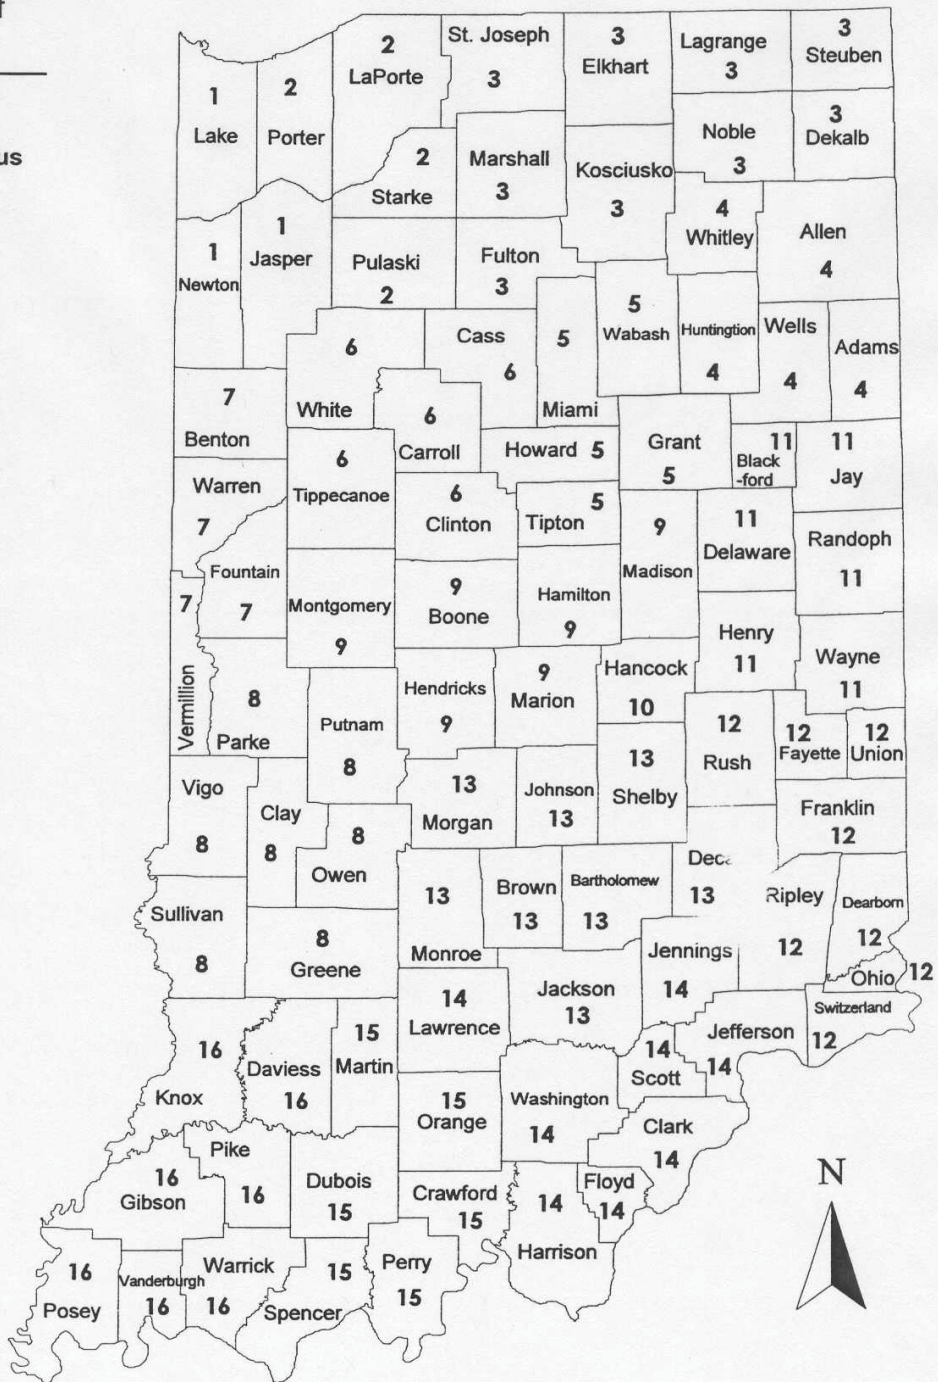 us
St. Joseph
3
2
LaPorte
3
Elkhart
Lagrange
3
3
Steuben
1
Lake
2
Porter
2
Starke
Marshall
3
Kosciusko
3
Noble
3
3
Dekalb
1
Newton
1
Jasper
Pulaski
2
Fulton
3
4
Whitley
Allen
4
6
White
Cass
6
5
Miami
5
Wabash
Huntingtion
4
Wells
4
Adams
4
7
Benton
6
Carroll
Howard 5
Grant
5
11
Black
-ford
11
Jay
Warren
7
6
Tippecanoe
6
Clinton
5
Tipton
9
Madison
11
Delaware
Randoph
11
Fountain
7
7
Vermillion
Montgomery
9
9
Boone
Hamilton
9
Henry
11
Wayne
11
8
Parke
Putnam
8
Hendricks
9
9
Marion
Hancock
10
12
Rush
12
Fayette
12
Union
Vigo
8
Clay
8
8
Owen
13
Morgan
Johnson
13
13
Shelby
Franklin
12
Sullivan
8
8
Greene
13
Monroe
Brown
13
Bartholomew
13
Dec
13
Ripley
12
Dearborn
12
Ohio 12
Jennings
14
14
Lawrence
Jackson
13
Jefferson
14
Switzerland
12
16
Knox
Daviess
16
15
Martin
15
Orange
Washington
14
14
Scott
Clark
14
Pike
16
16
Gibson
Dubois
15
Crawford
15
14
Harrison
Floyd
14
N
16
Posey
Vanderburgh
16
Warrick
16
15
Spencer
Perry
15